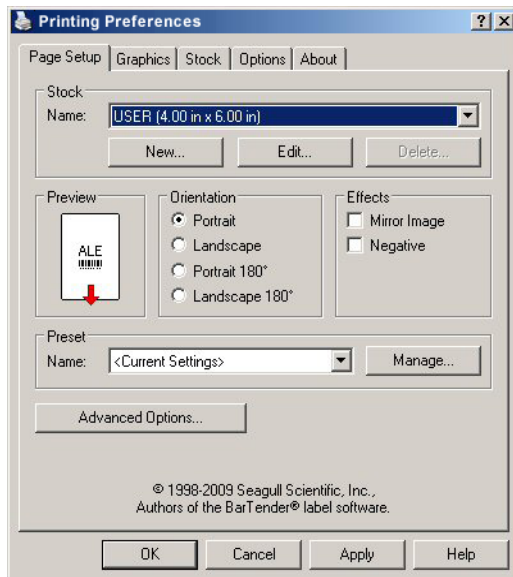 Printing Preferences
Page Setup Graphics Stock Options About
Stock
Name: USER (4.00 in x 6.00 in)
New... Edit... Delete...
Preview Orientation Effects
Portrait Mirror Image
ALE Landscape Negative
Portrait 180°
Landscape 180°
Preset
Name: <Current Settings> Manage...
Advanced Options...
© 1998-2009 Seagull Scientific, Inc.,
Authors of the BarTender® label software.
OK Cancel Apply Help